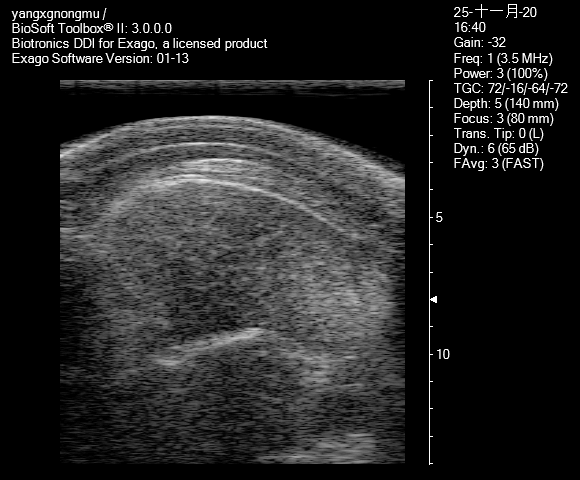 yangxgnongmu /
BioSoft Toolbox® II: 3.0.0.0
Biotronics DDI for Exago, a licensed product
Exago Software Version: 01-13
25-十一月-20
16:40
Gain: -32
Freq: 1 (3.5 MHz)
Power: 3 (100%)
TGC: 72/-16/-64/-72
Depth: 5 (140 mm)
Focus: 3 (80 mm)
Trans. Tip: 0 (L)
Dyn.: 6 (65 dB)
FAvg: 3 (FAST)
5
10